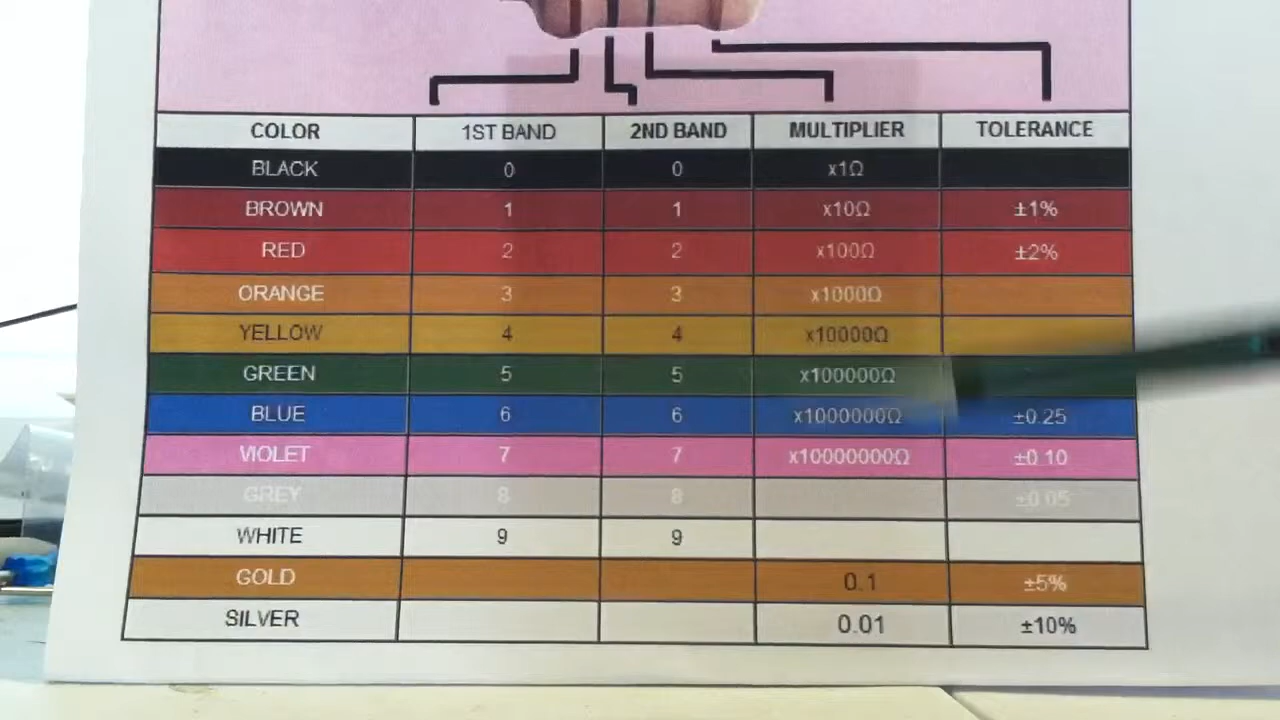 COLOR 1ST BAND 2ND BAND MULTIPLIER TOLERANCE
BLACK 0 0 x1Ω
BROWN 1 1 x10Ω ±1%
RED 2 2 x100Ω ±2%
ORANGE 3 3 x1000Ω
YELLOW 4 4 x10000Ω
GREEN 5 5 x100000Ω
BLUE 6 6 x1000000Ω ±0.25
VIOLET 7 7 x10000000Ω ±0.10
GREY 8 8 ±0.05
WHITE 9 9
GOLD 0.1 ±5%
SILVER 0.01 ±10%